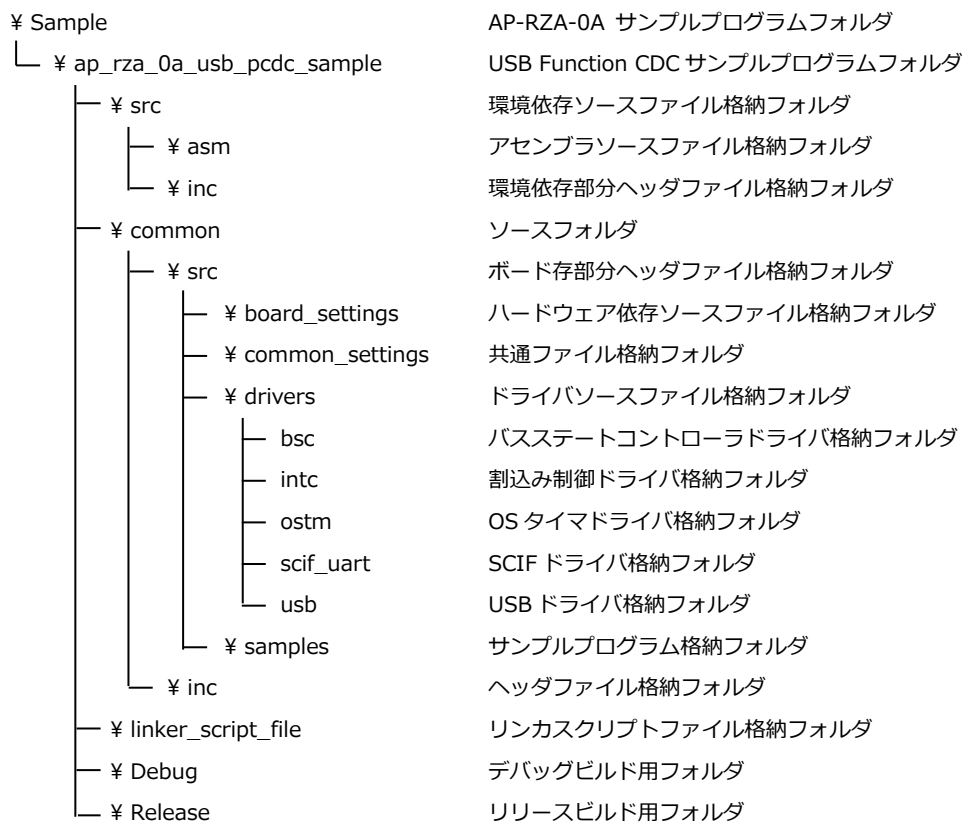 ¥ Sample AP-RZA-0A サンプルプログラムフォルダ
¥ ap_rza_0a_usb_pcdc_sample USB Function CDC サンプルプログラムフォルダ
¥ src 環境依存ソースファイル格納フォルダ
¥ asm アセンブラソースファイル格納フォルダ
¥ inc 環境依存部分ヘッダファイル格納フォルダ
¥ common ソースフォルダ
¥ src ボード存部分ヘッダファイル格納フォルダ
¥ board_settings ハードウェア依存ソースファイル格納フォルダ
¥ common_settings 共通ファイル格納フォルダ
¥ drivers ドライバソースファイル格納フォルダ
bsc バスステートコントローラドライバ格納フォルダ
intc 割込み制御ドライバ格納フォルダ
ostm OS タイマドライバ格納フォルダ
scif_uart SCIF ドライバ格納フォルダ
usb USB ドライバ格納フォルダ
¥ samples サンプルプログラム格納フォルダ
¥ inc ヘッダファイル格納フォルダ
¥ linker_script_file リンカスクリプトファイル格納フォルダ
¥ Debug デバッグビルド用フォルダ
¥ Release リリースビルド用フォルダ